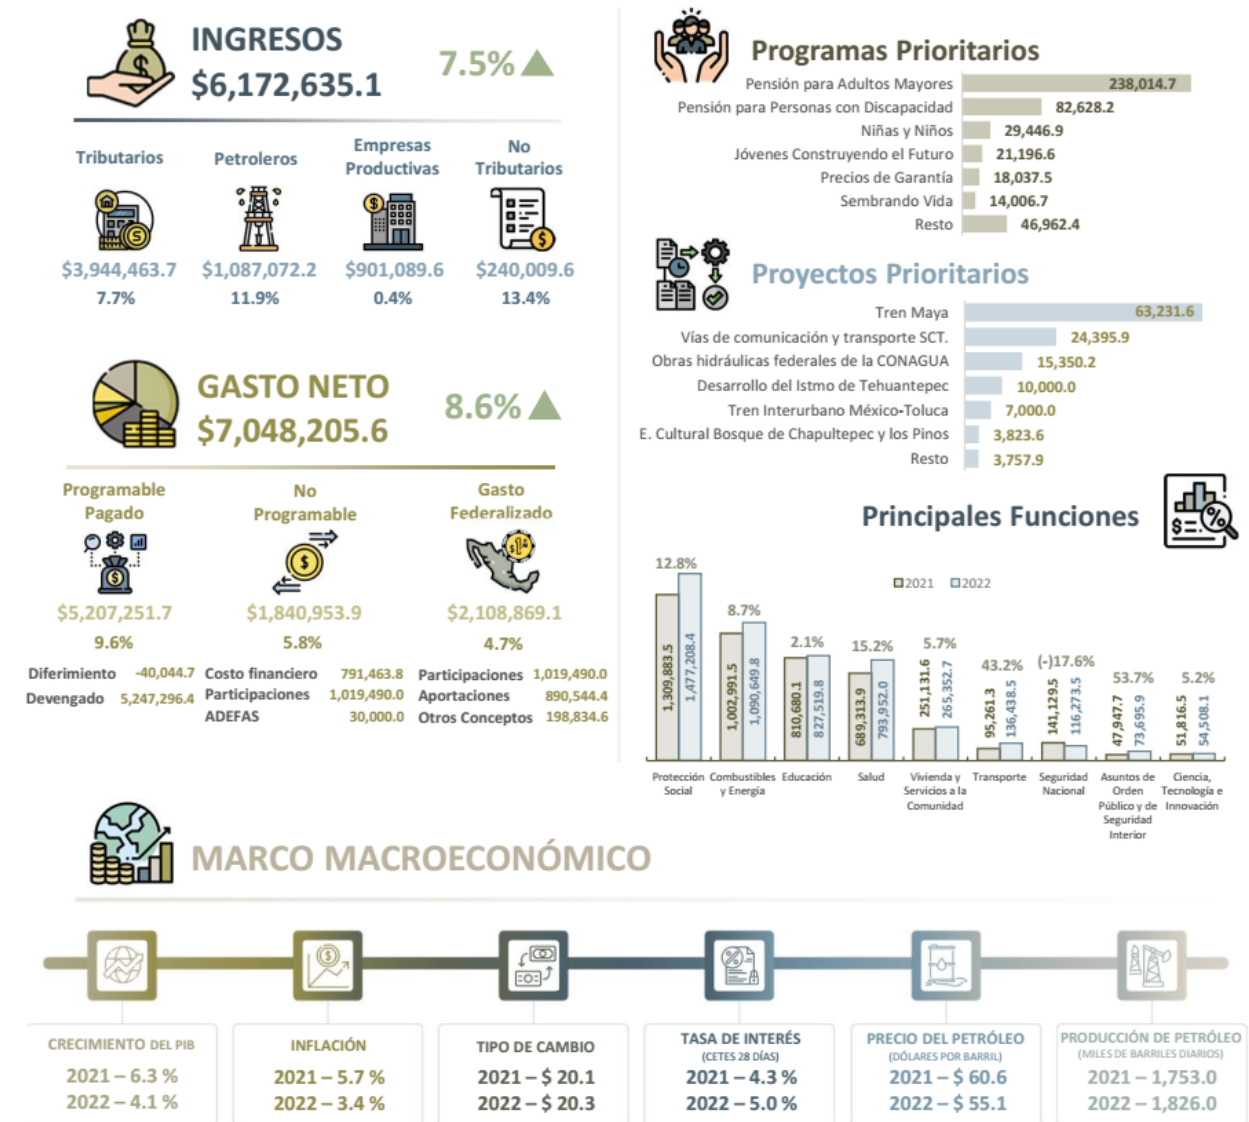 INGRESOS
$6,172,635.1
7.5%
Tributarios
Petroleros
Empresas
Productivas
No
Tributarios
$3,944,463.7
$1,087,072.2
$901,089.6
$240,009.6
7.7%
11.9%
0.4%
13.4%
GASTO NETO
$7,048,205.6
8.6%
Programable
Pagado
No
Programable
Gasto
Federalizado
$5,207,251.7
$1,840,953.9
$2,108,869.1
9.6%
5.8%
4.7%
Diferimiento -40,044.7
Devengado 5,247,296.4
Costo financiero 791,463.8
Participaciones 1,019,490.0
ADEFAS 30,000.0
Participaciones 1,019,490.0
Aportaciones 890,544.4
Otros Conceptos 198,834.6
Programas Prioritarios
Pensión para Adultos Mayores 238,014.7
Pensión para Personas con Discapacidad 82,628.2
Niñas y Niños 29,446.9
Jóvenes Construyendo el Futuro 21,196.6
Precios de Garantía 18,037.5
Sembrando Vida 14,006.7
Resto 46,962.4
Proyectos Prioritarios
Tren Maya 63,231.6
Vías de comunicación y transporte SCT. 24,395.9
Obras hidráulicas federales de la CONAGUA 15,350.2
Desarrollo del Istmo de Tehuantepec 10,000.0
Tren Interurbano México-Toluca 7,000.0
E. Cultural Bosque de Chapultepec y los Pinos 3,823.6
Resto 3,757.9
Principales Funciones
2021 2022
12.8%
1,309,883.5
1,477,208.4
Protección
Social
8.7%
1,002,991.5
1,090,649.8
Combustibles
y Energía
2.1%
810,680.1
827,519.8
Educación
15.2%
689,313.9
793,952.0
Salud
5.7%
251,131.6
265,352.7
Vivienda y
Servicios a la
Comunidad
43.2%
95,261.3
136,438.5
Transporte
(-)17.6%
141,129.5
116,273.5
Seguridad
Nacional
53.7%
47,947.7
73,695.9
Asuntos de
Orden
Público y de
Seguridad
Interior
5.2%
51,816.5
54,508.1
Ciencia,
Tecnología e
Innovación
MARCO MACROECONÓMICO
CRECIMIENTO DEL PIB
2021 – 6.3 %
2022 – 4.1 %
INFLACIÓN
2021 – 5.7 %
2022 – 3.4 %
TIPO DE CAMBIO
2021 – $ 20.1
2022 – $ 20.3
TASA DE INTERÉS
(CETES 28 DÍAS)
2021 – 4.3 %
2022 – 5.0 %
PRECIO DEL PETRÓLEO
(DÓLARES POR BARRIL)
2021 – $ 60.6
2022 – $ 55.1
PRODUCCIÓN DE PETRÓLEO
(MILES DE BARRILES DIARIOS)
2021 – 1,753.0
2022 – 1,826.0